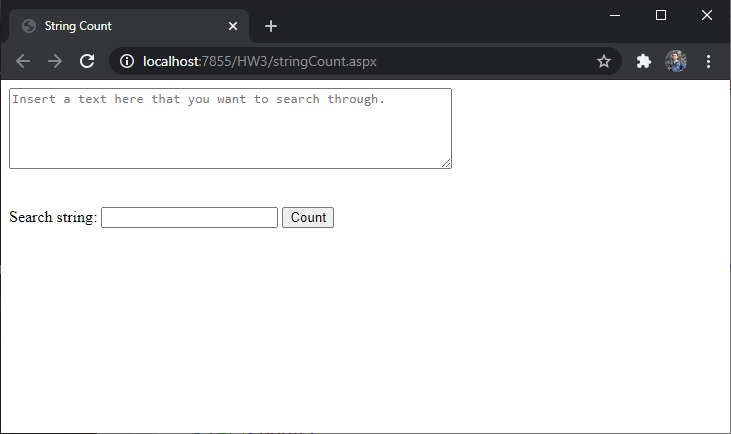 String Count
localhost:7855/HW3/stringCount.aspx
Insert a text here that you want to search through.
Search string:
Count